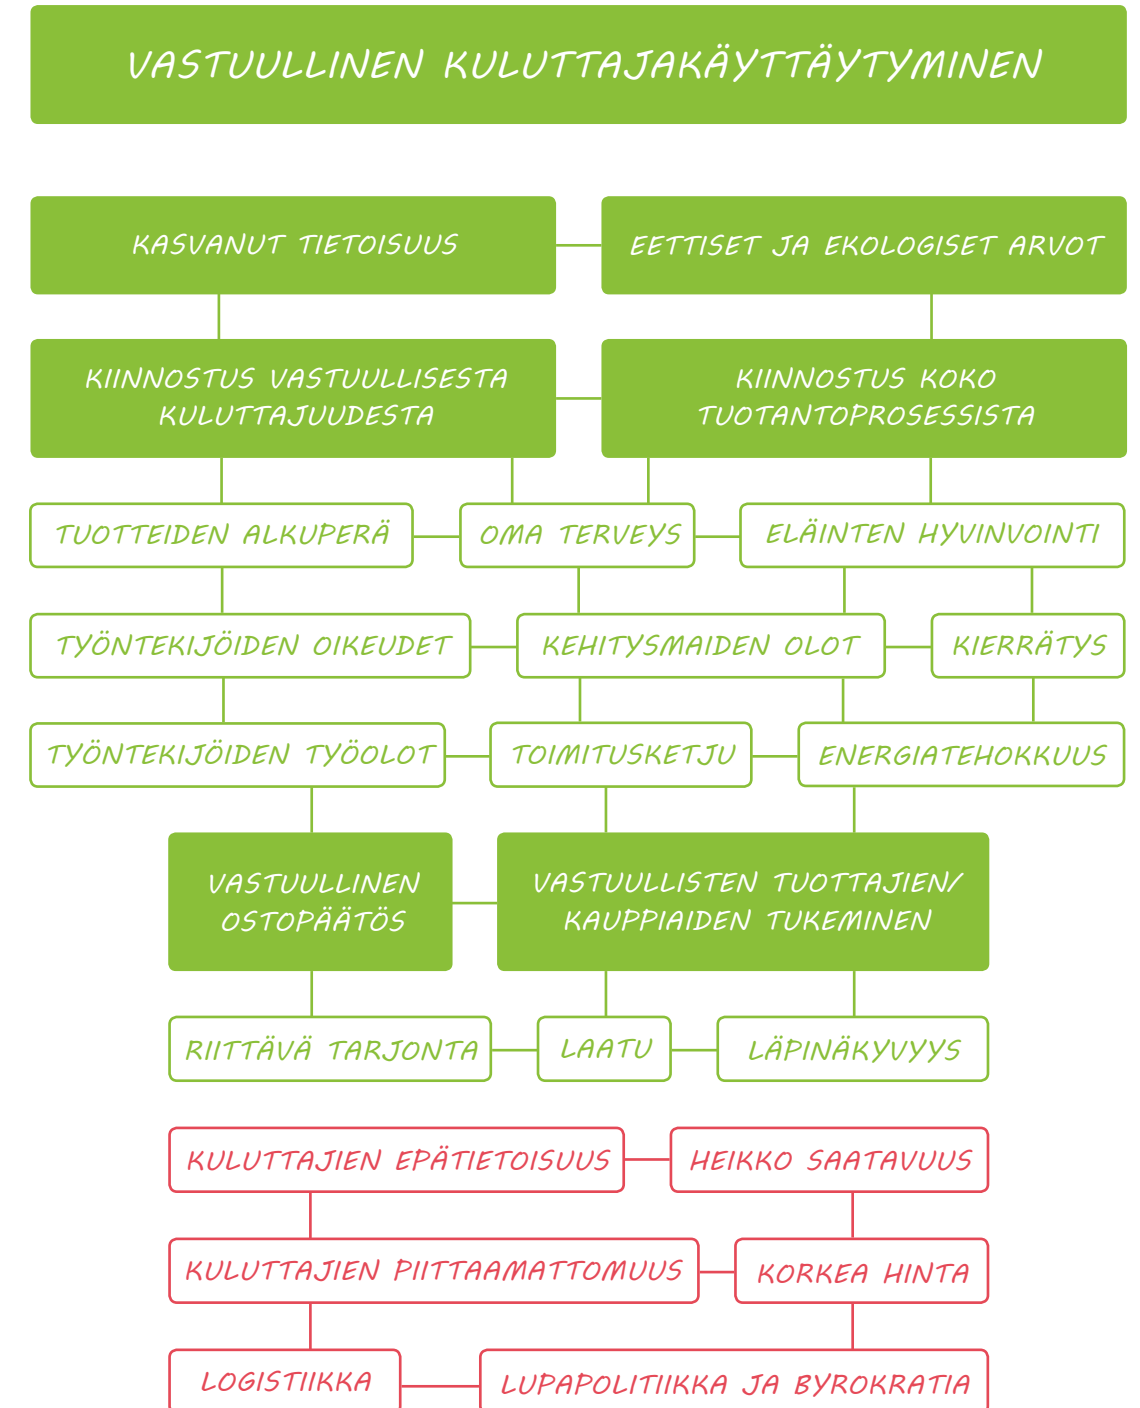 VASTUULLINEN KULUTTAJAKÄYTTÄYTYMINEN
KASVANUT TIETOISUUS
EETTISET JA EKOLOGISET ARVOT
KIINNOSTUS VASTUULLISESTA
KULUTTAJUUDESTA
KIINNOSTUS KOKO
TUOTANTOPROSESSISTA
TUOTTEIDEN ALKUPERÄ
OMA TERVEYS
ELÄINTEN HYVINVOINTI
TYÖNTEKIJÖIDEN OIKEUDET
KEHITYSMAIDEN OLOT
KIERRÄTYS
TYÖNTEKIJÖIDEN TYÖOLOT
TOIMITUSKETJU
ENERGIATEHOKKUUS
VASTUULLINEN
OSTOPÄÄTÖS
VASTUULLISTEN TUOTTAJIEN/
KAUPPIAIDEN TUKEMINEN
RIITTÄVÄ TARJONTA
LAATU
LÄPINÄKYVYYS
KULUTTAJIEN EPÄTIETOISUUS
HEIKKO SAATAVUUS
KULUTTAJIEN PIITTAAMATTOMUUS
KORKEA HINTA
LOGISTIIKKA
LUPAPOLITIIKKA JA BYROKRATIA